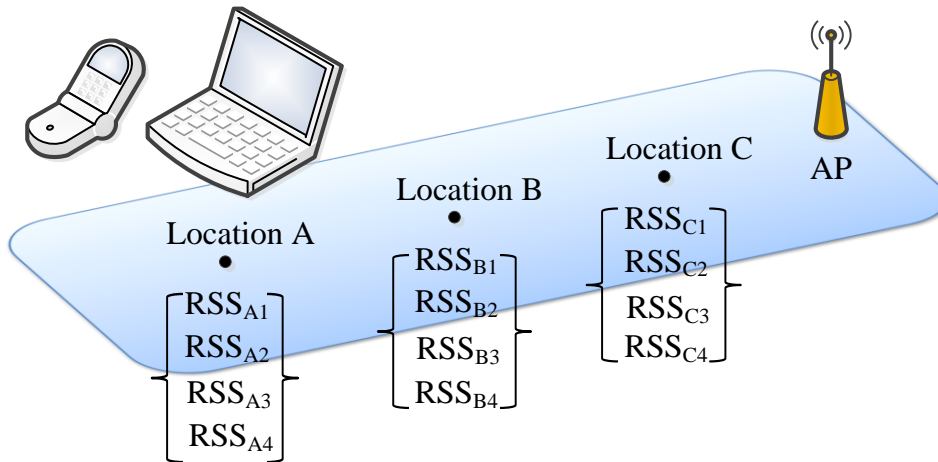 Location A
RSSA1
RSSA2
RSSA3
RSSA4
Location B
RSSB1
RSSB2
RSSB3
RSSB4
Location C
RSSC1
RSSC2
RSSC3
RSSC4
AP